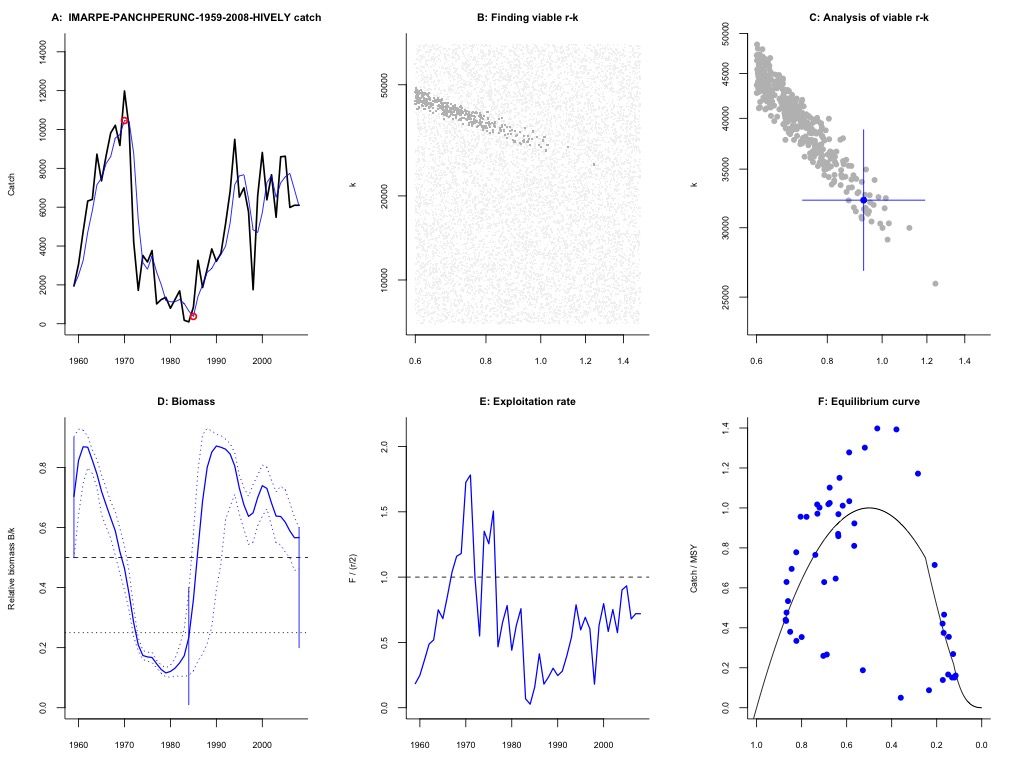 A:  IMARPE-PANCHPERUNC-1959-2008-HIVELY catch
Catch
0 2000 4000 6000 8000 10000 12000 14000
1960 1970 1980 1990 2000
B: Finding viable r-k
k
10000 20000 50000
0.6 0.8 1.0 1.2 1.4
C: Analysis of viable r-k
k
25000 30000 35000 40000 45000 50000
0.6 0.8 1.0 1.2 1.4
D: Biomass
Relative biomass B/k
0.0 0.2 0.4 0.6 0.8
1960 1970 1980 1990 2000
E: Exploitation rate
F / (r/2)
0.0 0.5 1.0 1.5 2.0
1960 1970 1980 1990 2000
F: Equilibrium curve
Catch / MSY
0.0 0.2 0.4 0.6 0.8 1.0 1.2 1.4
1.0 0.8 0.6 0.4 0.2 0.0